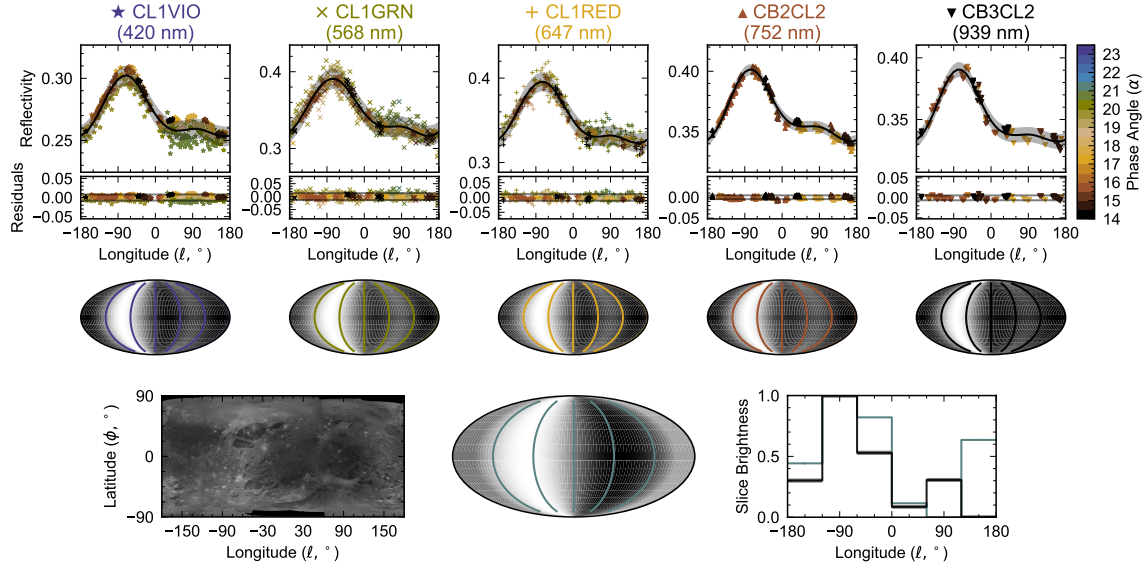 ★ CL1VIO
(420 nm)
× CL1GRN
(568 nm)
+ CL1RED
(647 nm)
▲ CB2CL2
(752 nm)
▼ CB3CL2
(939 nm)
Reflectivity
0.30
0.25
0.4
0.3
0.4
0.3
0.40
0.35
0.40
0.35
Residuals
0.05
0.00
−0.05
0.05
0.00
−0.05
0.05
0.00
−0.05
0.05
0.00
−0.05
0.05
0.00
−0.05
−180 −90 0 90 180
−180 −90 0 90 180
−180 −90 0 90 180
−180 −90 0 90 180
−180 −90 0 90 180
Longitude (ℓ, °)
Longitude (ℓ, °)
Longitude (ℓ, °)
Longitude (ℓ, °)
Longitude (ℓ, °)
23
22
21
20
19
18
17
16
15
14
Phase Angle (α)
Latitude (ϕ, °)
90
0
−90
−150 −90 −30 30 90 150
Longitude (ℓ, °)
Slice Brightness
1.0
0.5
0.0
−180 −90 0 90 180
Longitude (ℓ, °)